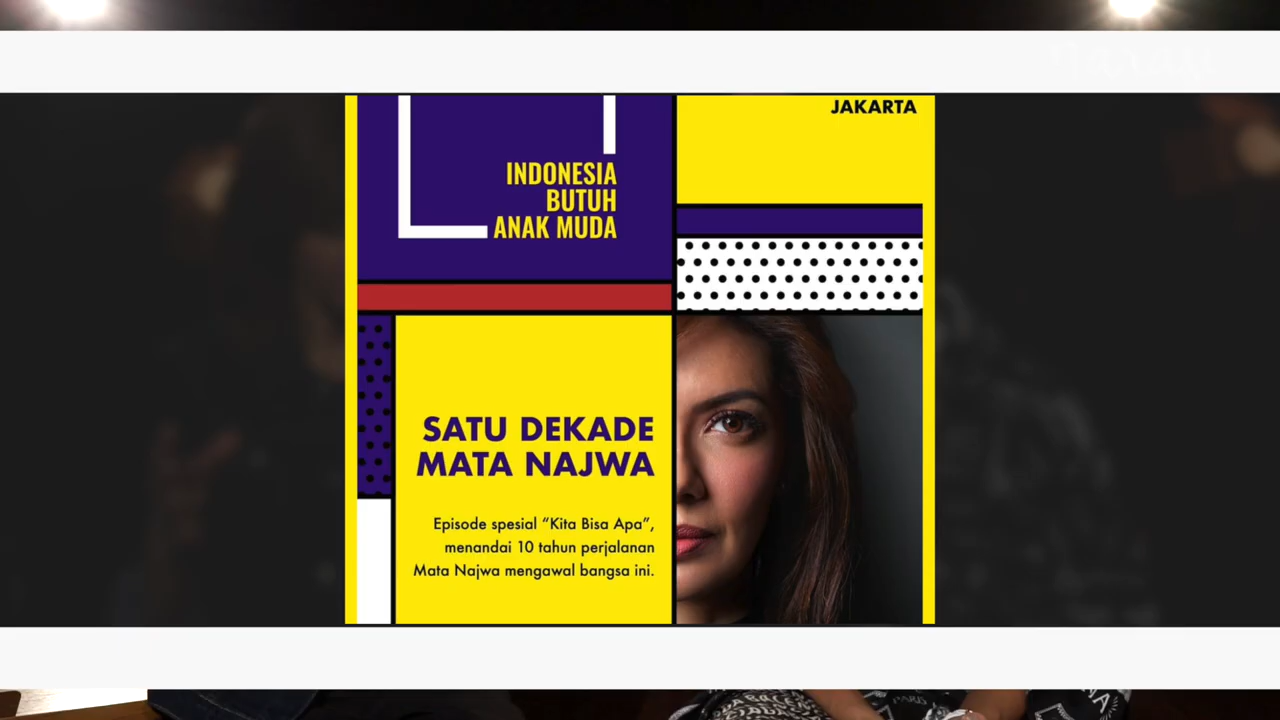 JAKARTA
INDONESIA
BUTUH
ANAK MUDA
SATU DEKADE
MATA NAJWA
Episode spesial “Kita Bisa Apa”,
menandai 10 tahun perjalanan
Mata Najwa mengawal bangsa ini.